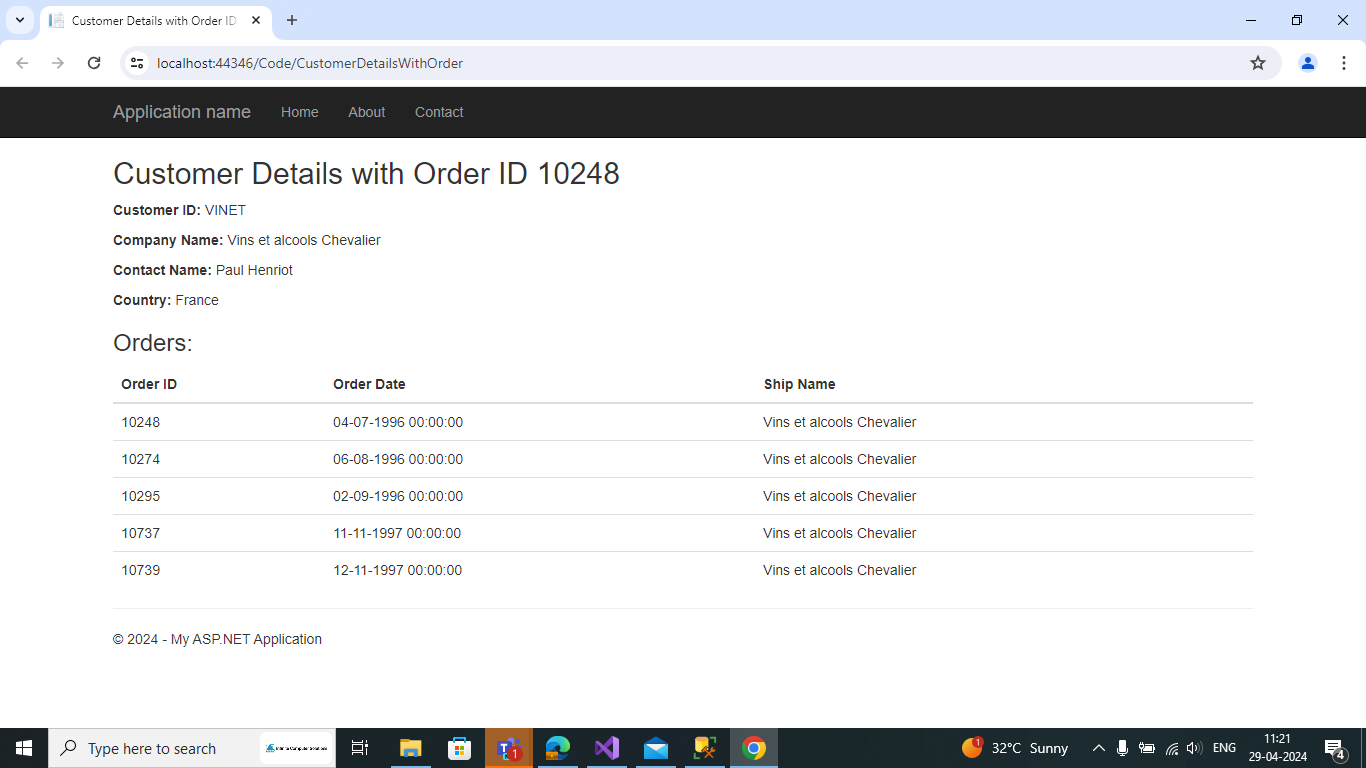 Customer Details with Order ID
localhost:44346/Code/CustomerDetailsWithOrder
Application name Home About Contact
Customer Details with Order ID 10248
Customer ID: VINET
Company Name: Vins et alcools Chevalier
Contact Name: Paul Henriot
Country: France
Orders:
Order ID Order Date Ship Name
10248 04-07-1996 00:00:00 Vins et alcools Chevalier
10274 06-08-1996 00:00:00 Vins et alcools Chevalier
10295 02-09-1996 00:00:00 Vins et alcools Chevalier
10737 11-11-1997 00:00:00 Vins et alcools Chevalier
10739 12-11-1997 00:00:00 Vins et alcools Chevalier
© 2024 - My ASP.NET Application
Type here to search Infinite Computer Solutions 1 1 32°C Sunny ENG 11:21
29-04-2024 4